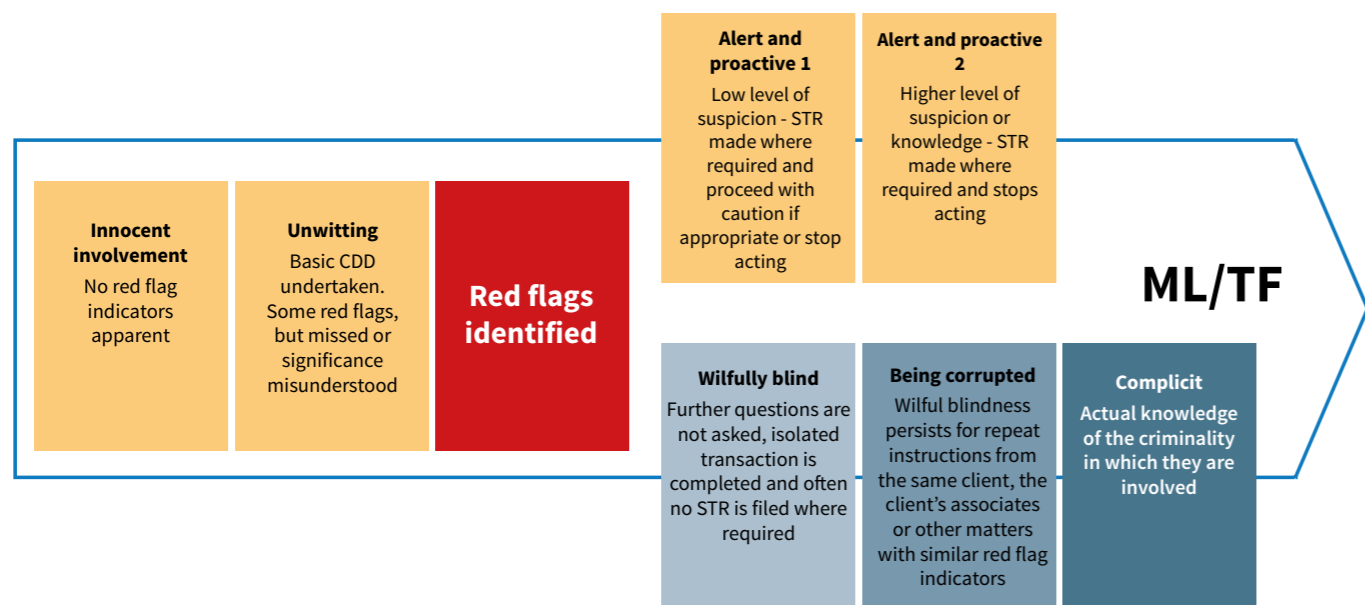 Innocent
involvement
No red flag
indicators
apparent
Unwitting
Basic CDD
undertaken.
Some red flags,
but missed or
significance
misunderstood
Red flags
identified
Alert and
proactive 1
Low level of
suspicion - STR
made where
required and
proceed with
caution if
appropriate or stop
acting
Alert and proactive
2
Higher level of
suspicion or
knowledge - STR
made where
required and stops
acting
Wilfully blind
Further questions are
not asked, isolated
transaction is
completed and often
no STR is filed where
required
Being corrupted
Wilful blindness
persists for repeat
instructions from
the same client, the
client’s associates
or other matters
with similar red flag
indicators
Complicit
Actual knowledge
of the criminality
in which they are
involved
ML/TF